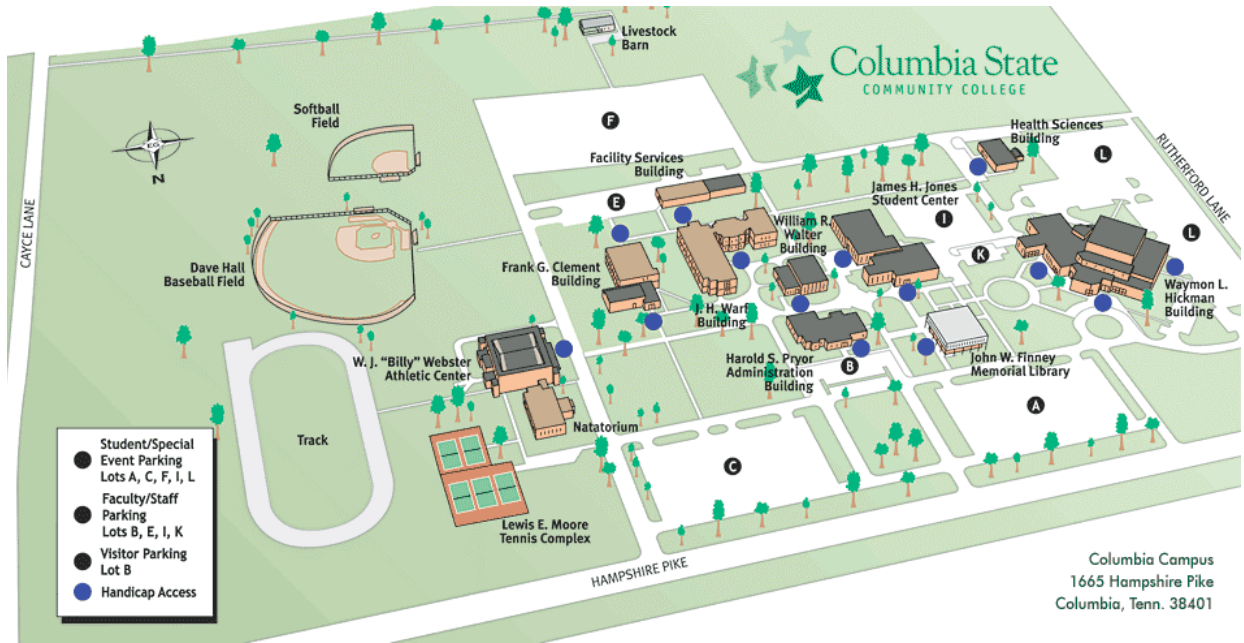 Livestock
Barn
Columbia State
COMMUNITY COLLEGE
Softball
Field
F
Health Sciences
Building
L
RUTHERFORD LANE
EG
N
Facility Services
Building
E
James H. Jones
Student Center
I
CAYCE LANE
William R.
Walter
Building
K
L
Dave Hall
Baseball Field
Frank G. Clement
Building
Waymon L.
Hickman
Building
J. H. Warf
Building
W. J. "Billy" Webster
Athletic Center
Harold S. Pryor
Administration
Building
B
John W. Finney
Memorial Library
A
Natatorium
Track
C
Student/Special
Event Parking
Lots A, C, F, I, L
Faculty/Staff
Parking
Lots B, E, I, K
Visitor Parking
Lot B
Handicap Access
Lewis E. Moore
Tennis Complex
HAMPSHIRE PIKE
Columbia Campus
1665 Hampshire Pike
Columbia, Tenn. 38401